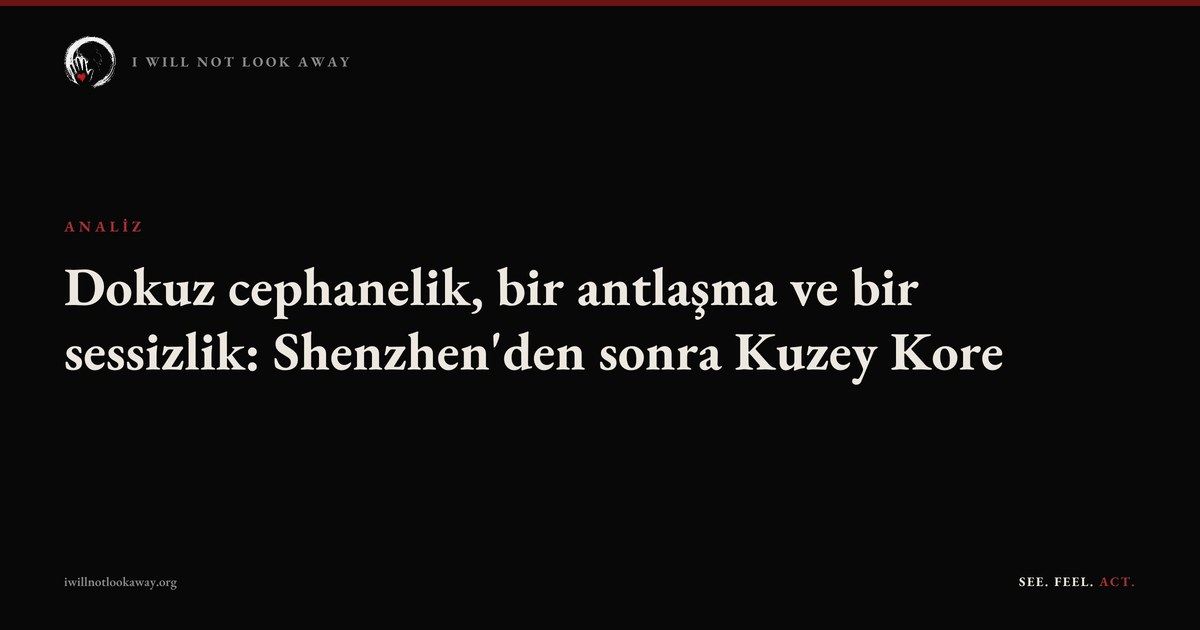 I WILL NOT LOOK AWAY
ANALİZ
Dokuz cephanelik, bir antlaşma ve bir
sessizlik: Shenzhen'den sonra Kuzey Kore
iwillnotlookaway.org
SEE. FEEL. ACT.